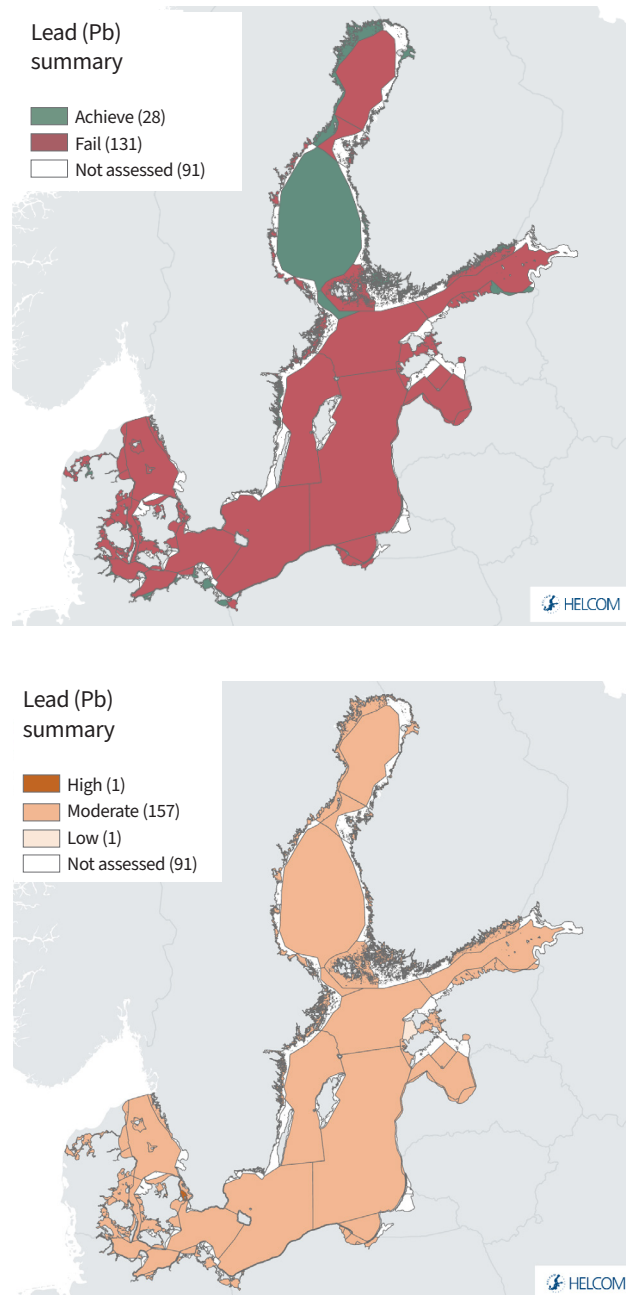 Lead (Pb)
summary
Achieve (28)
Fail (131)
Not assessed (91)
HELCOM
Lead (Pb)
summary
High (1)
Moderate (157)
Low (1)
Not assessed (91)
HELCOM